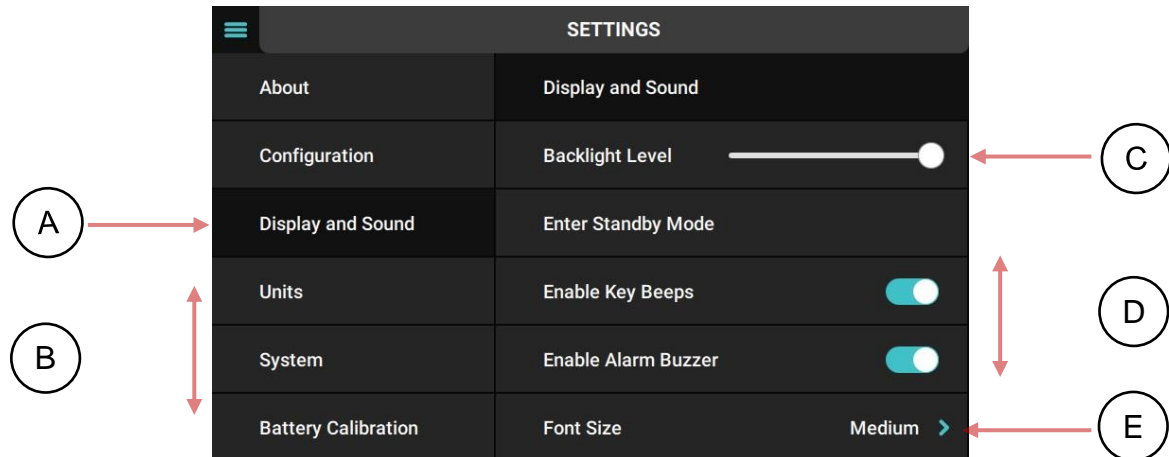 SETTINGS
About
Display and Sound
Configuration
Backlight Level
C
A
Display and Sound
Enter Standby Mode
Units
Enable Key Beeps
D
B
System
Enable Alarm Buzzer
Battery Calibration
Font Size
Medium
E